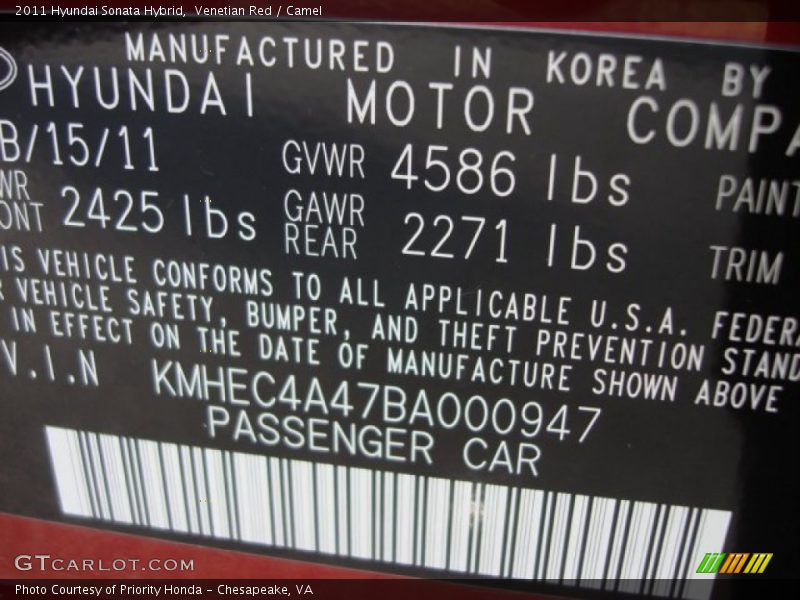 2011 Hyundai Sonata Hybrid, Venetian Red / Camel
MANUFACTURED IN KOREA BY
HYUNDAI MOTOR COMPA
B/15/11 GVWR 4586 lbs PAINT
WR
ONT 2425 lbs GAWR
REAR 2271 lbs TRIM
IS VEHICLE CONFORMS TO ALL APPLICABLE U.S.A. FEDERA
R VEHICLE SAFETY, BUMPER, AND THEFT PREVENTION STAND
IN EFFECT ON THE DATE OF MANUFACTURE SHOWN ABOVE
V.I.N KMHEC4A47BA000947
PASSENGER CAR
GTCARLOT.COM
Photo Courtesy of Priority Honda - Chesapeake, VA